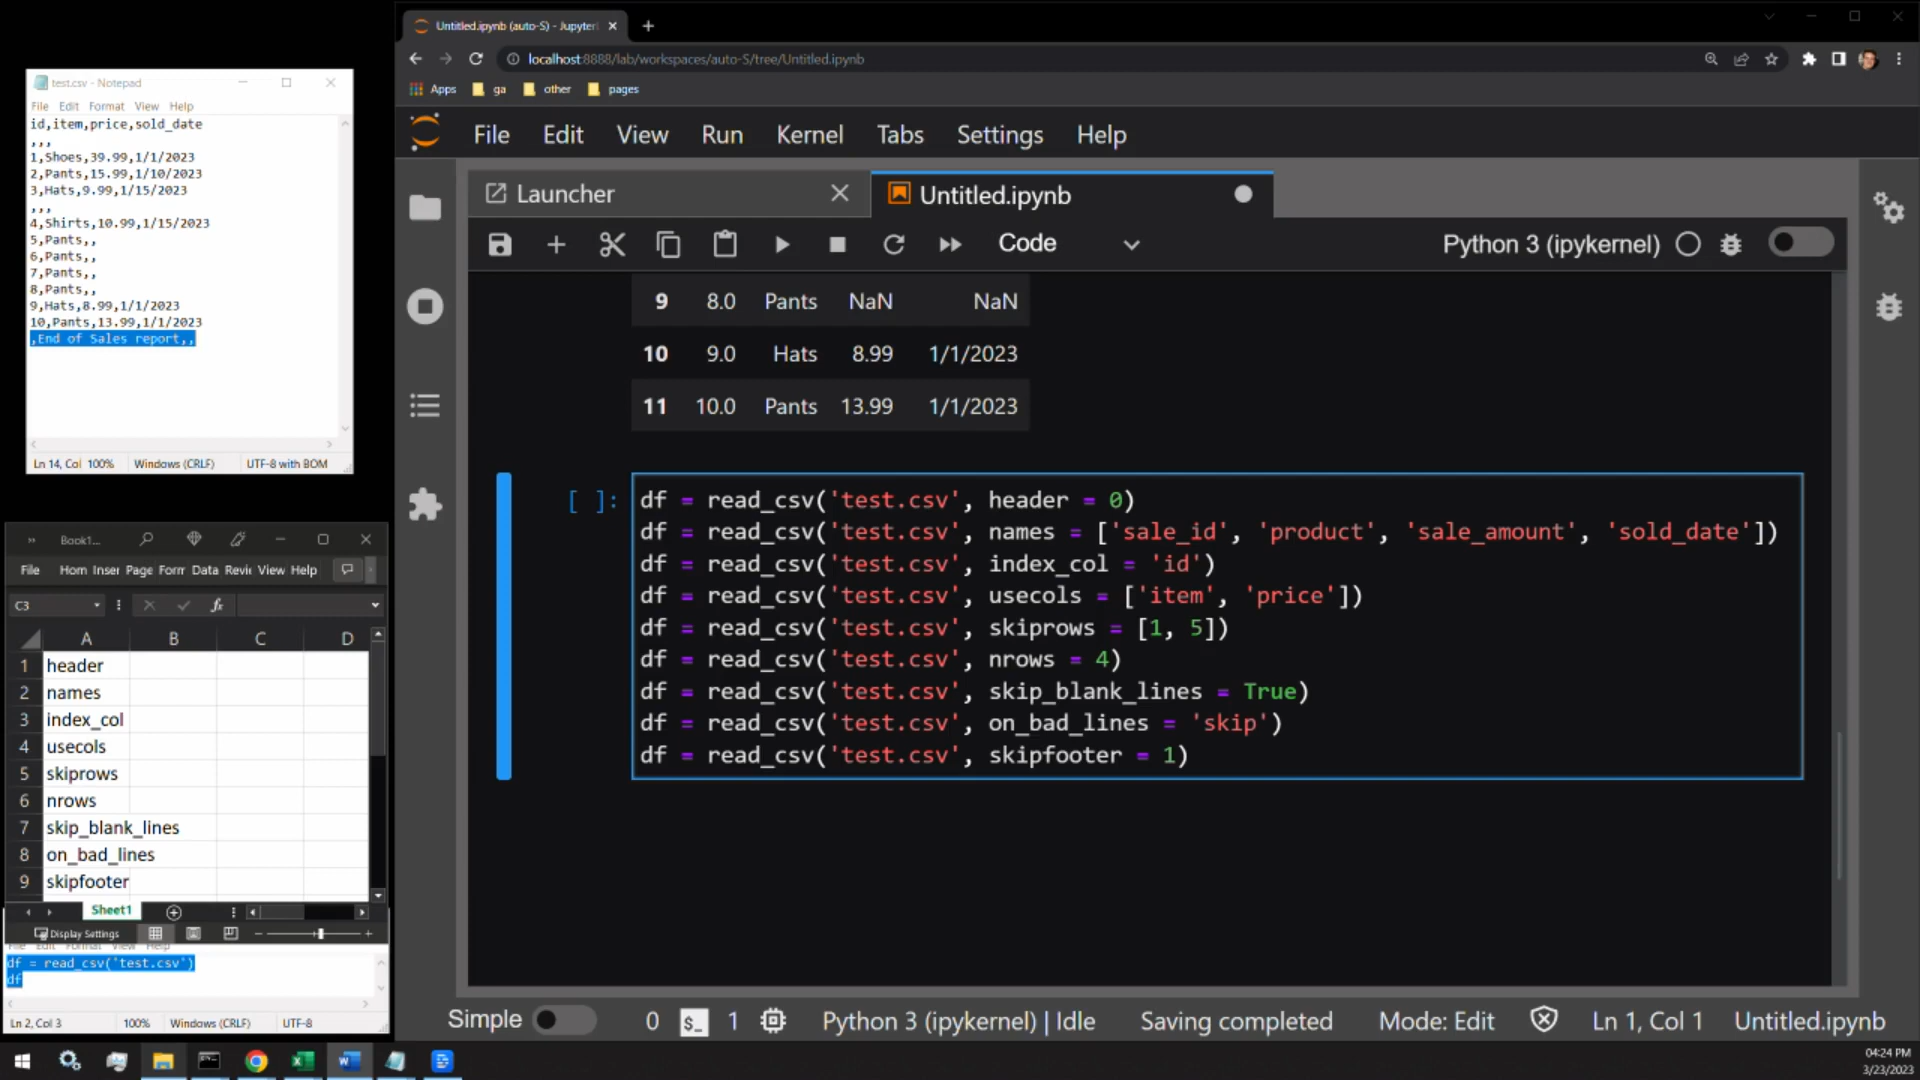 test.csv - Notepad
File Edit Format View Help
id,item,price,sold_date
,,,
1,Shoes,39.99,1/1/2023
2,Pants,15.99,1/10/2023
3,Hats,9.99,1/15/2023
,,,
4,Shirts,10.99,1/15/2023
5,Pants,,
6,Pants,,
7,Pants,,
8,Pants,,
9,Hats,8.99,1/1/2023
10,Pants,13.99,1/1/2023
,End of Sales report,,
Ln 14, Col 100% Windows (CRLF) UTF-8 with BOM
» Book1...
File Hom Inser Page Forr Data Revi View Help
C3 fx
A B C D
1 header
2 names
3 index_col
4 usecols
5 skiprows
6 nrows
7 skip_blank_lines
8 on_bad_lines
9 skipfooter
Sheet1
Display Settings
File Edit Format View Help
df = read_csv('test.csv')
df
Ln 2, Col 3 100% Windows (CRLF) UTF-8
Untitled.ipynb (auto-S) - Jupyter
localhost:8888/lab/workspaces/auto-S/tree/Untitled.ipynb
Apps ga other pages
File Edit View Run Kernel Tabs Settings Help
Launcher Untitled.ipynb
Code Python 3 (ipykernel)
9 8.0 Pants NaN NaN
10 9.0 Hats 8.99 1/1/2023
11 10.0 Pants 13.99 1/1/2023
[ ]: df = read_csv('test.csv', header = 0)
df = read_csv('test.csv', names = ['sale_id', 'product', 'sale_amount', 'sold_date'])
df = read_csv('test.csv', index_col = 'id')
df = read_csv('test.csv', usecols = ['item', 'price'])
df = read_csv('test.csv', skiprows = [1, 5])
df = read_csv('test.csv', nrows = 4)
df = read_csv('test.csv', skip_blank_lines = True)
df = read_csv('test.csv', on_bad_lines = 'skip')
df = read_csv('test.csv', skipfooter = 1)
Simple 0 $_ 1 Python 3 (ipykernel) | Idle Saving completed Mode: Edit Ln 1, Col 1 Untitled.ipynb
04:24 PM
3/23/2023